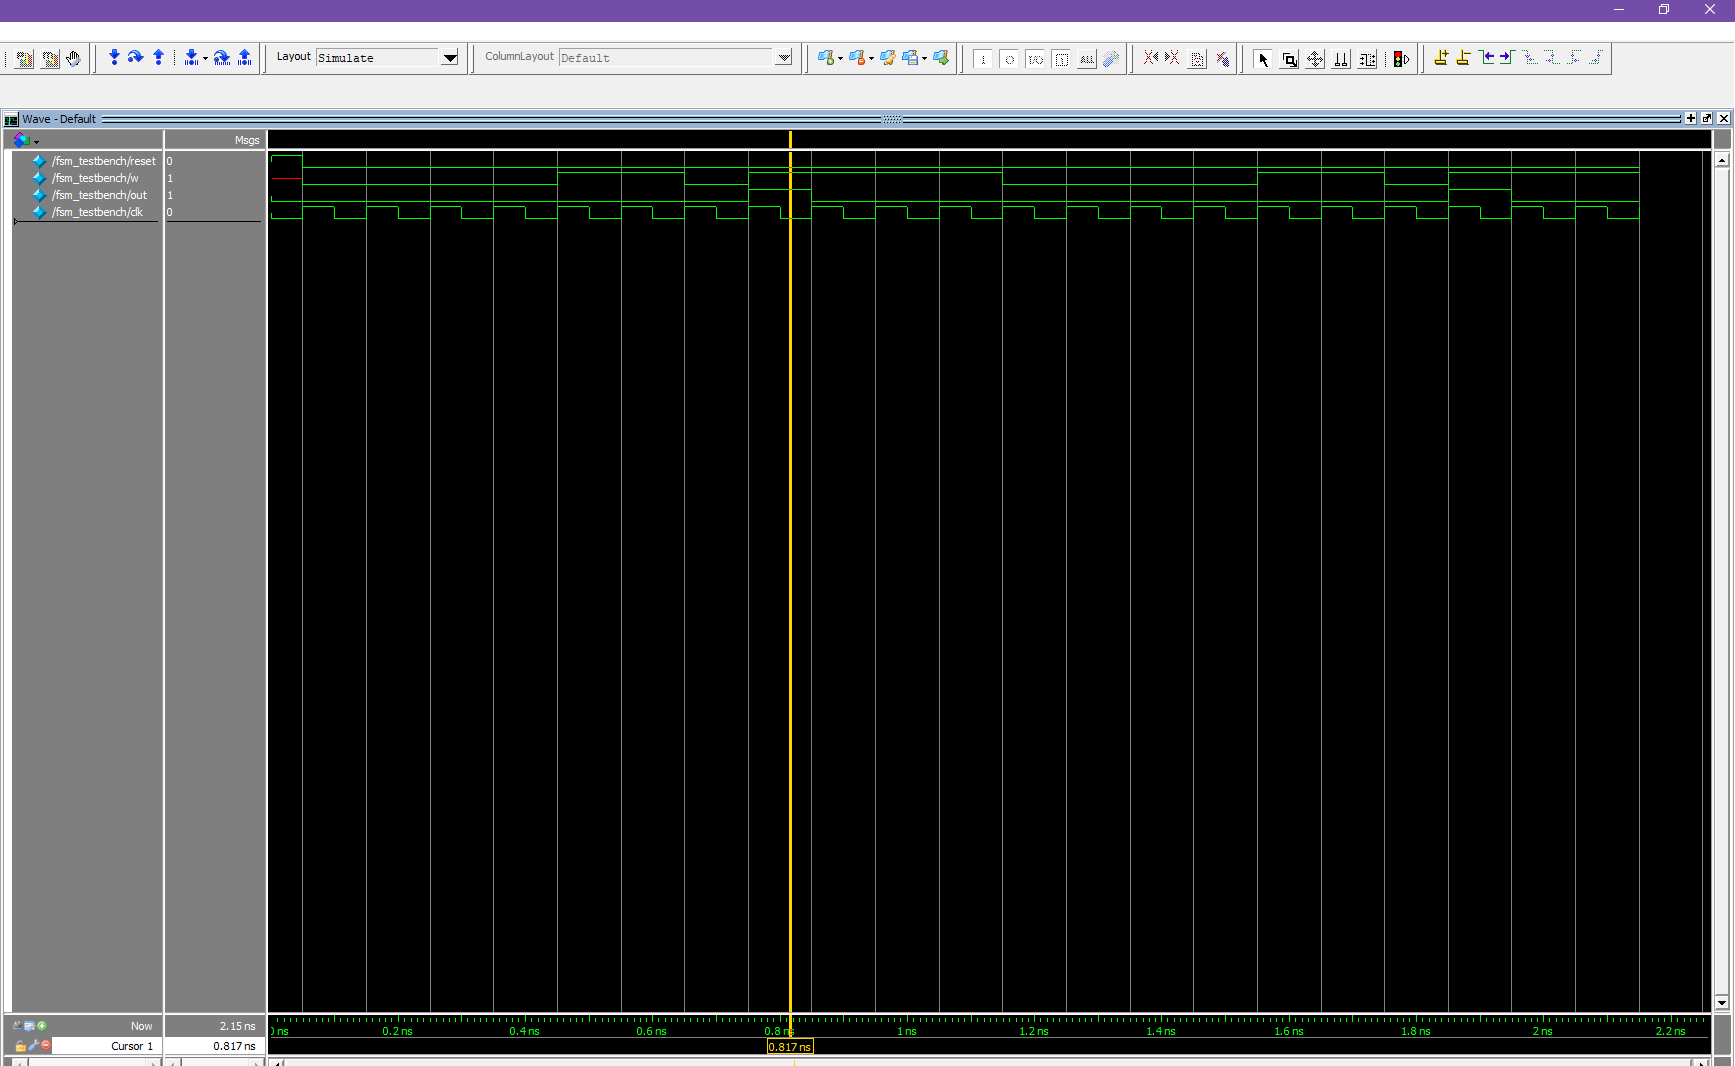 Layout Simulate ColumnLayout Default ALL
Wave - Default
Msgs
/fsm_testbench/reset 0
/fsm_testbench/w 1
/fsm_testbench/out 1
/fsm_testbench/clk 0
Now 2.15 ns
ns 0.2 ns 0.4 ns 0.6 ns 0.8 ns 1 ns 1.2 ns 1.4 ns 1.6 ns 1.8 ns 2 ns 2.2 ns
Cursor 1 0.817 ns 0.817 ns